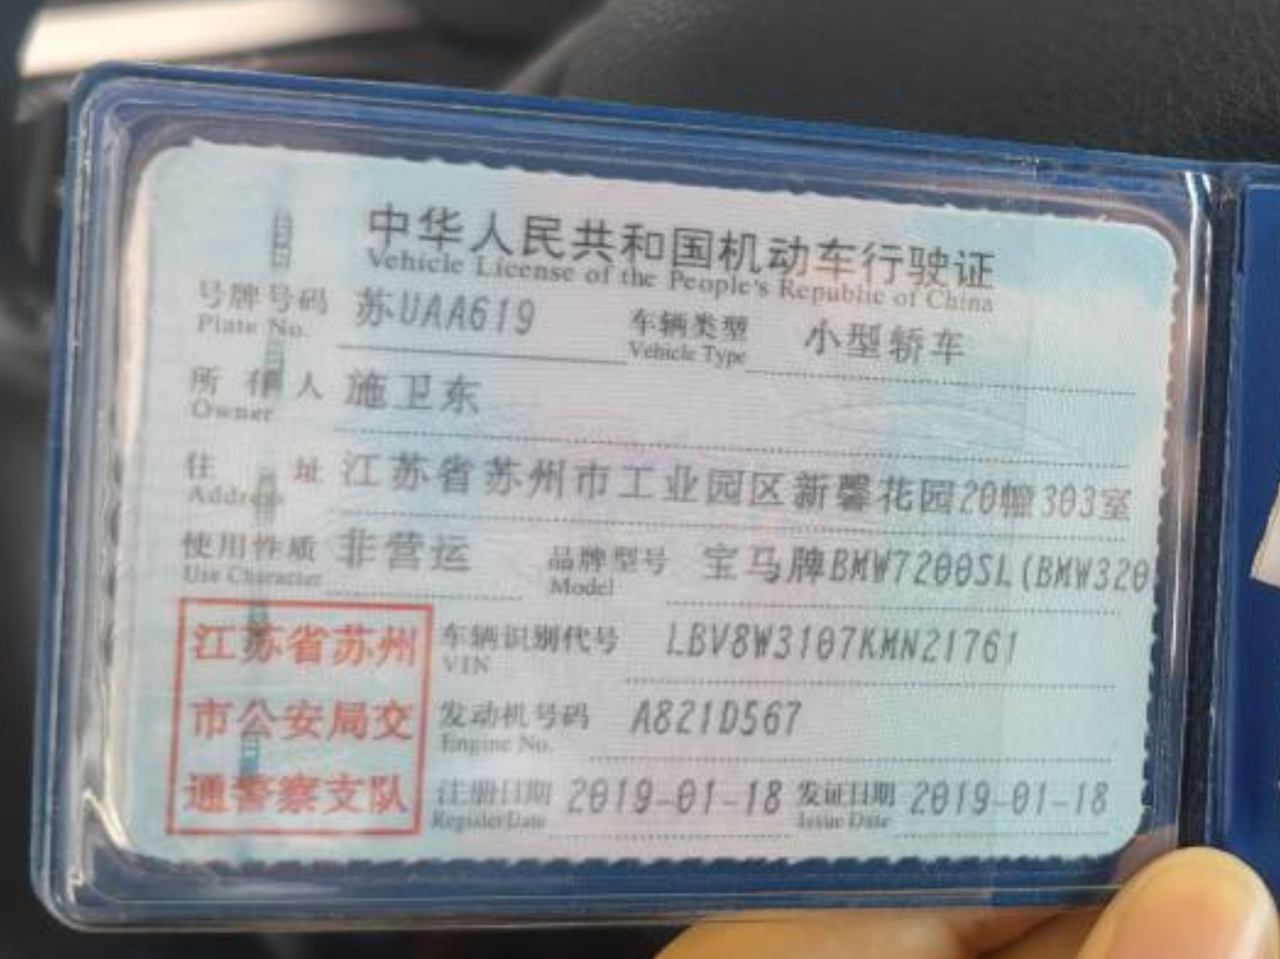 中华人民共和国机动车行驶证
Vehicle License of the People's Republic of China
号牌号码 苏UAA619 车辆类型 小型轿车
Plate No. Vehicle Type
所有人 施卫东
Owner
住址 江苏省苏州市工业园区新馨花园20幢303室
Address
使用性质 非营运 品牌型号 宝马牌BMW7200SL(BMW320
Use Character Model
江苏省苏州 车辆识别代号 LBV8W3107KMN21761
VIN
市公安局交 发动机号码 A821D567
Engine No.
通警察支队 注册日期 2019-01-18 发证日期 2019-01-18
Register Date Issue Date